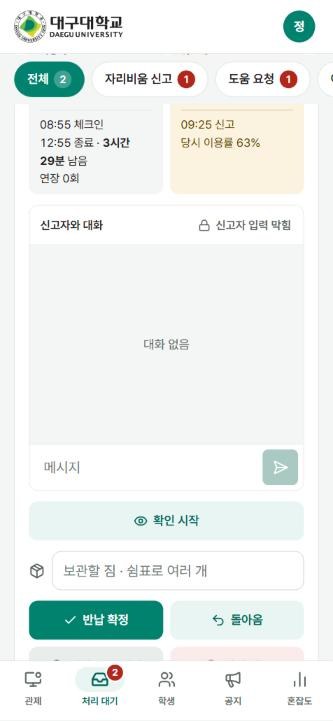 대구대학교
DAEGU UNIVERSITY
정
전체 2
자리비움 신고 1
도움 요청 1
08:55 체크인
12:55 종료 · 3시간
29분 남음
연장 0회
09:25 신고
당시 이용률 63%
신고자와 대화
신고자 입력 막힘
대화 없음
메시지
확인 시작
보관할 짐 · 쉼표로 여러 개
반납 확정
돌아옴
2
관제
처리 대기
학생
공지
혼잡도